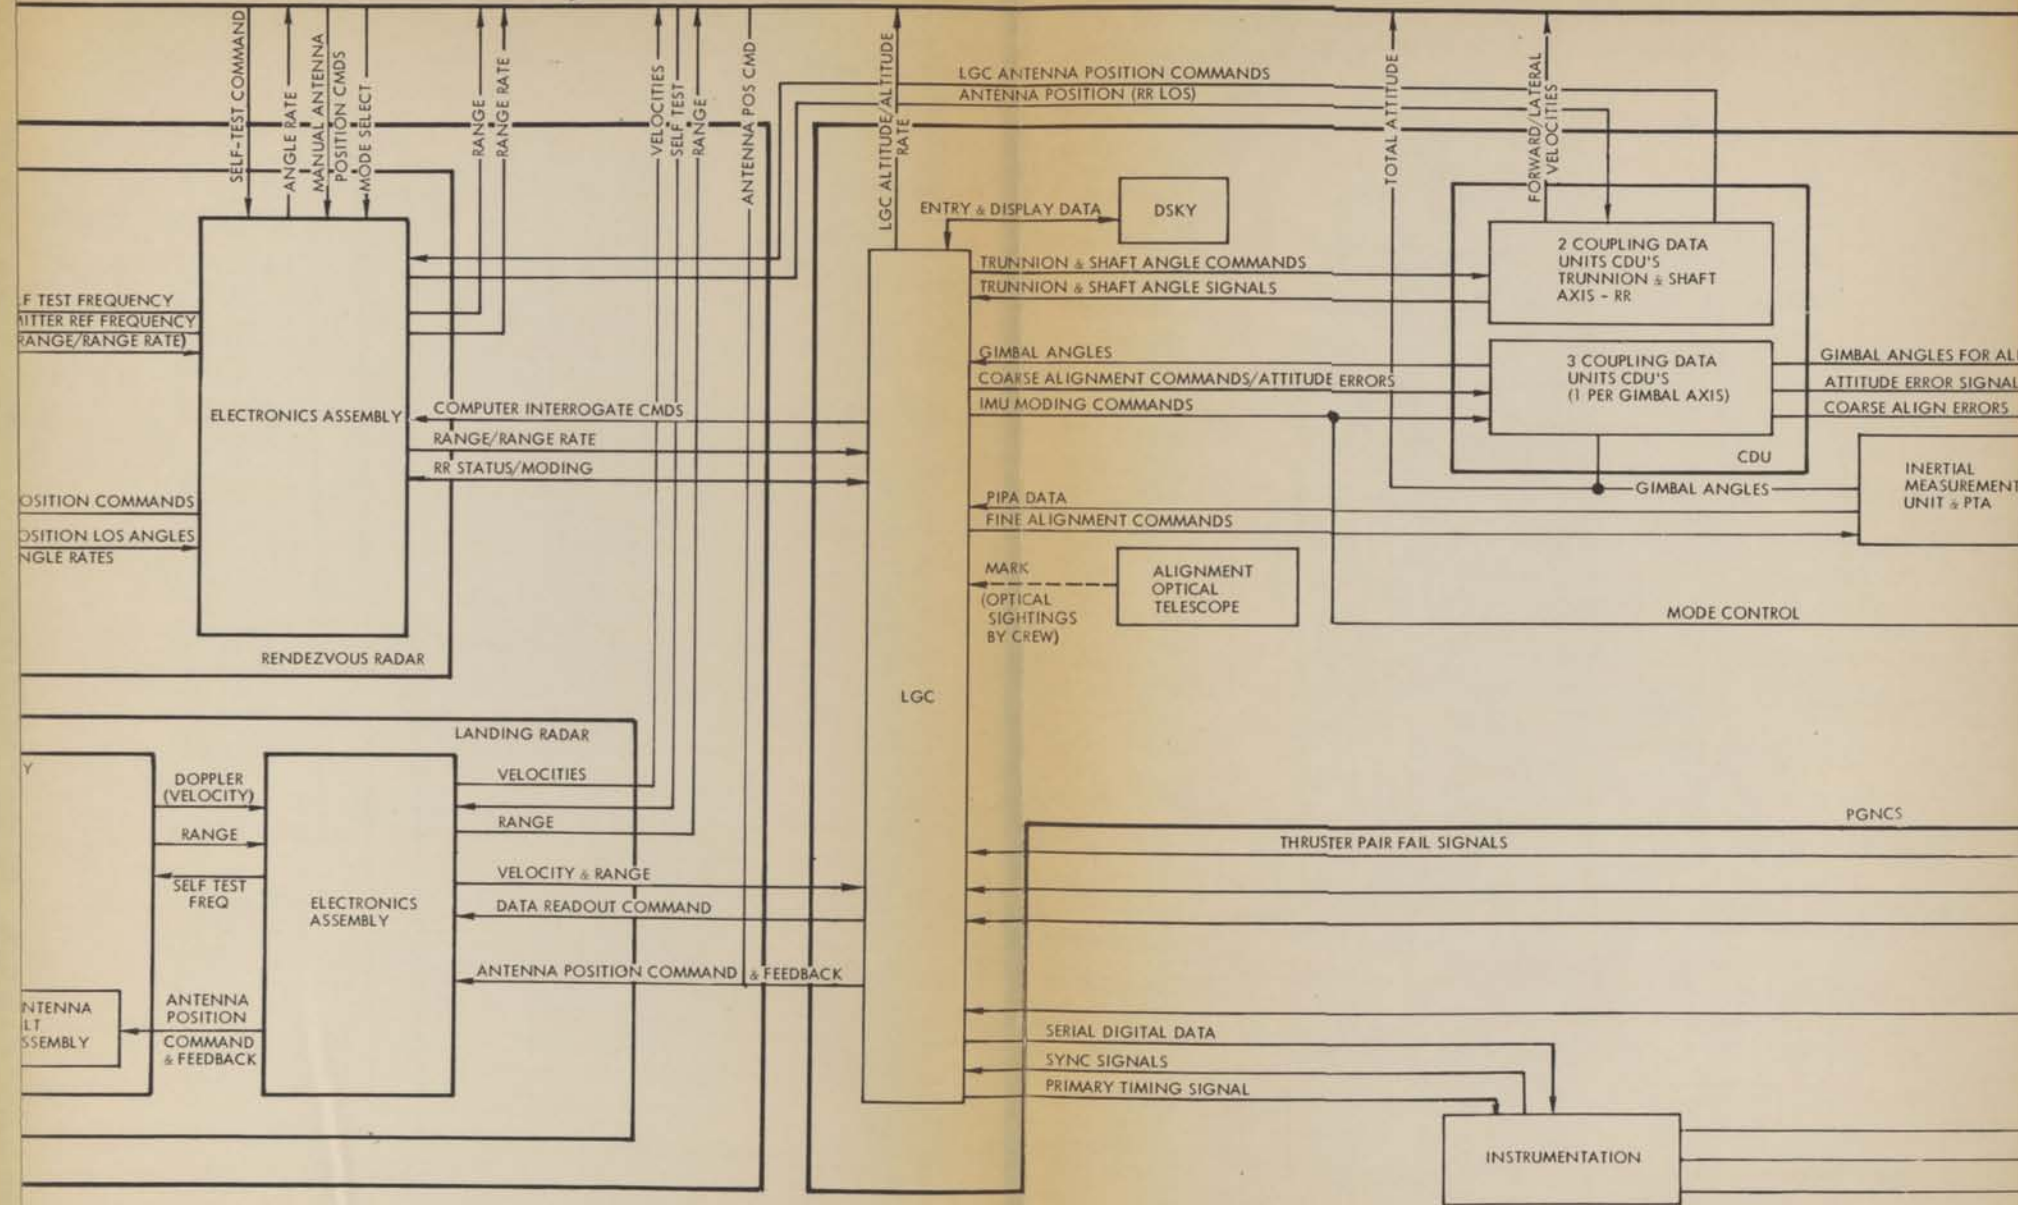 SELF-TEST COMMAND
ANGLE RATE
MANUAL ANTENNA
POSITION CMDS
MODE SELECT
RANGE
RANGE RATE
VELOCITIES
SELF TEST
RANGE
ANTENNA POS CMD
LGC ALTITUDE/ALTITUDE
RATE
LGC ANTENNA POSITION COMMANDS
ANTENNA POSITION (RR LOS)
TOTAL ATTITUDE
FORWARD/LATERAL
VELOCITIES
ENTRY & DISPLAY DATA
DSKY
2 COUPLING DATA
UNITS CDU'S
TRUNNION & SHAFT
AXIS - RR
TRUNNION & SHAFT ANGLE COMMANDS
TRUNNION & SHAFT ANGLE SIGNALS
F TEST FREQUENCY
ITTER REF FREQUENCY
RANGE/RANGE RATE)
ELECTRONICS ASSEMBLY
GIMBAL ANGLES
COARSE ALIGNMENT COMMANDS/ATTITUDE ERRORS
IMU MODING COMMANDS
3 COUPLING DATA
UNITS CDU'S
(1 PER GIMBAL AXIS)
GIMBAL ANGLES FOR ALI
ATTITUDE ERROR SIGNAL
COARSE ALIGN ERRORS
COMPUTER INTERROGATE CMDS
RANGE/RANGE RATE
RR STATUS/MODING
CDU
INERTIAL
MEASUREMENT
UNIT & PTA
GIMBAL ANGLES
OSITION COMMANDS
OSITION LOS ANGLES
NGLE RATES
PIPA DATA
FINE ALIGNMENT COMMANDS
MARK
(OPTICAL
SIGHTINGS
BY CREW)
ALIGNMENT
OPTICAL
TELESCOPE
MODE CONTROL
RENDEZVOUS RADAR
LGC
LANDING RADAR
Y
DOPPLER
(VELOCITY)
RANGE
SELF TEST
FREQ
ELECTRONICS
ASSEMBLY
VELOCITIES
RANGE
VELOCITY & RANGE
DATA READOUT COMMAND
ANTENNA POSITION COMMAND & FEEDBACK
PGNCS
THRUSTER PAIR FAIL SIGNALS
NTENNA
LT
SSEMBLY
ANTENNA
POSITION
COMMAND
& FEEDBACK
SERIAL DIGITAL DATA
SYNC SIGNALS
PRIMARY TIMING SIGNAL
INSTRUMENTATION